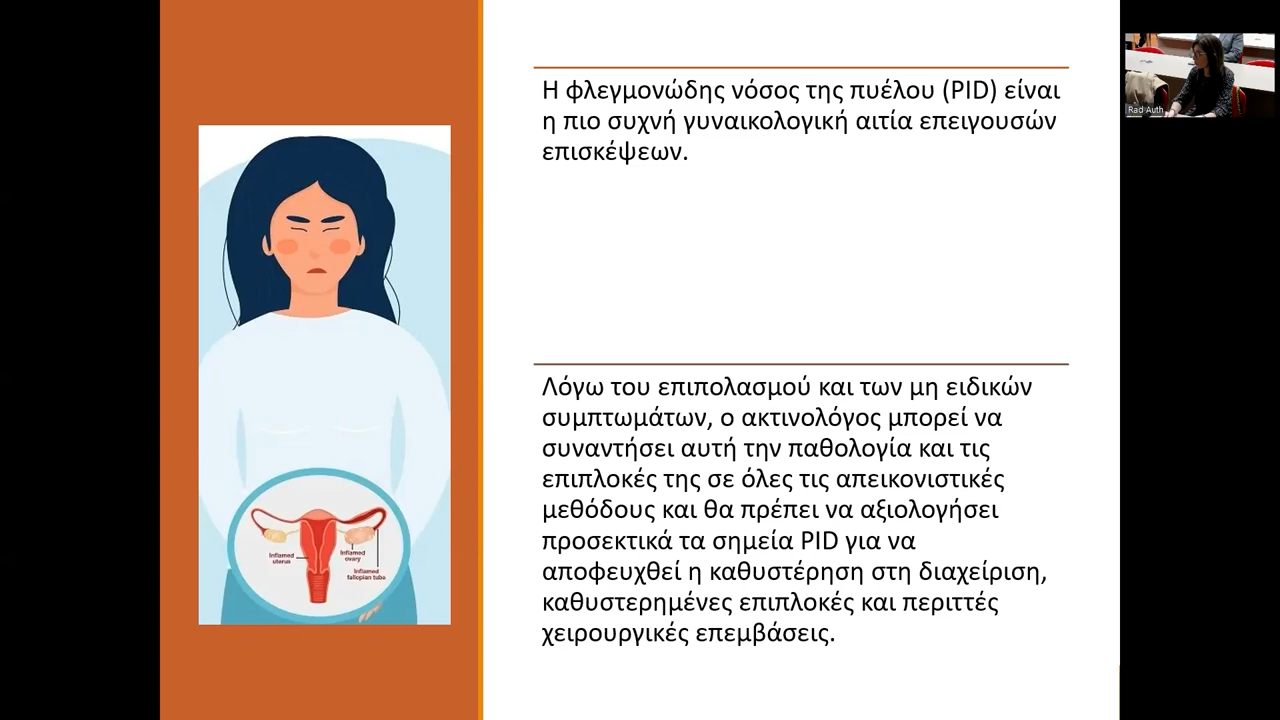 Η φλεγμονώδης νόσος της πυέλου (PID) είναι
η πιο συχνή γυναικολογική αιτία επειγουσών
επισκέψεων.
Λόγω του επιπολασμού και των μη ειδικών
συμπτωμάτων, ο ακτινολόγος μπορεί να
συναντήσει αυτή την παθολογία και τις
επιπλοκές της σε όλες τις απεικονιστικές
μεθόδους και θα πρέπει να αξιολογήσει
προσεκτικά τα σημεία PID για να
αποφευχθεί η καθυστέρηση στη διαχείριση,
καθυστερημένες επιπλοκές και περιττές
χειρουργικές επεμβάσεις.
Inflamed
uterus
Inflamed
ovary
Inflamed
fallopian tube
Rad Auth